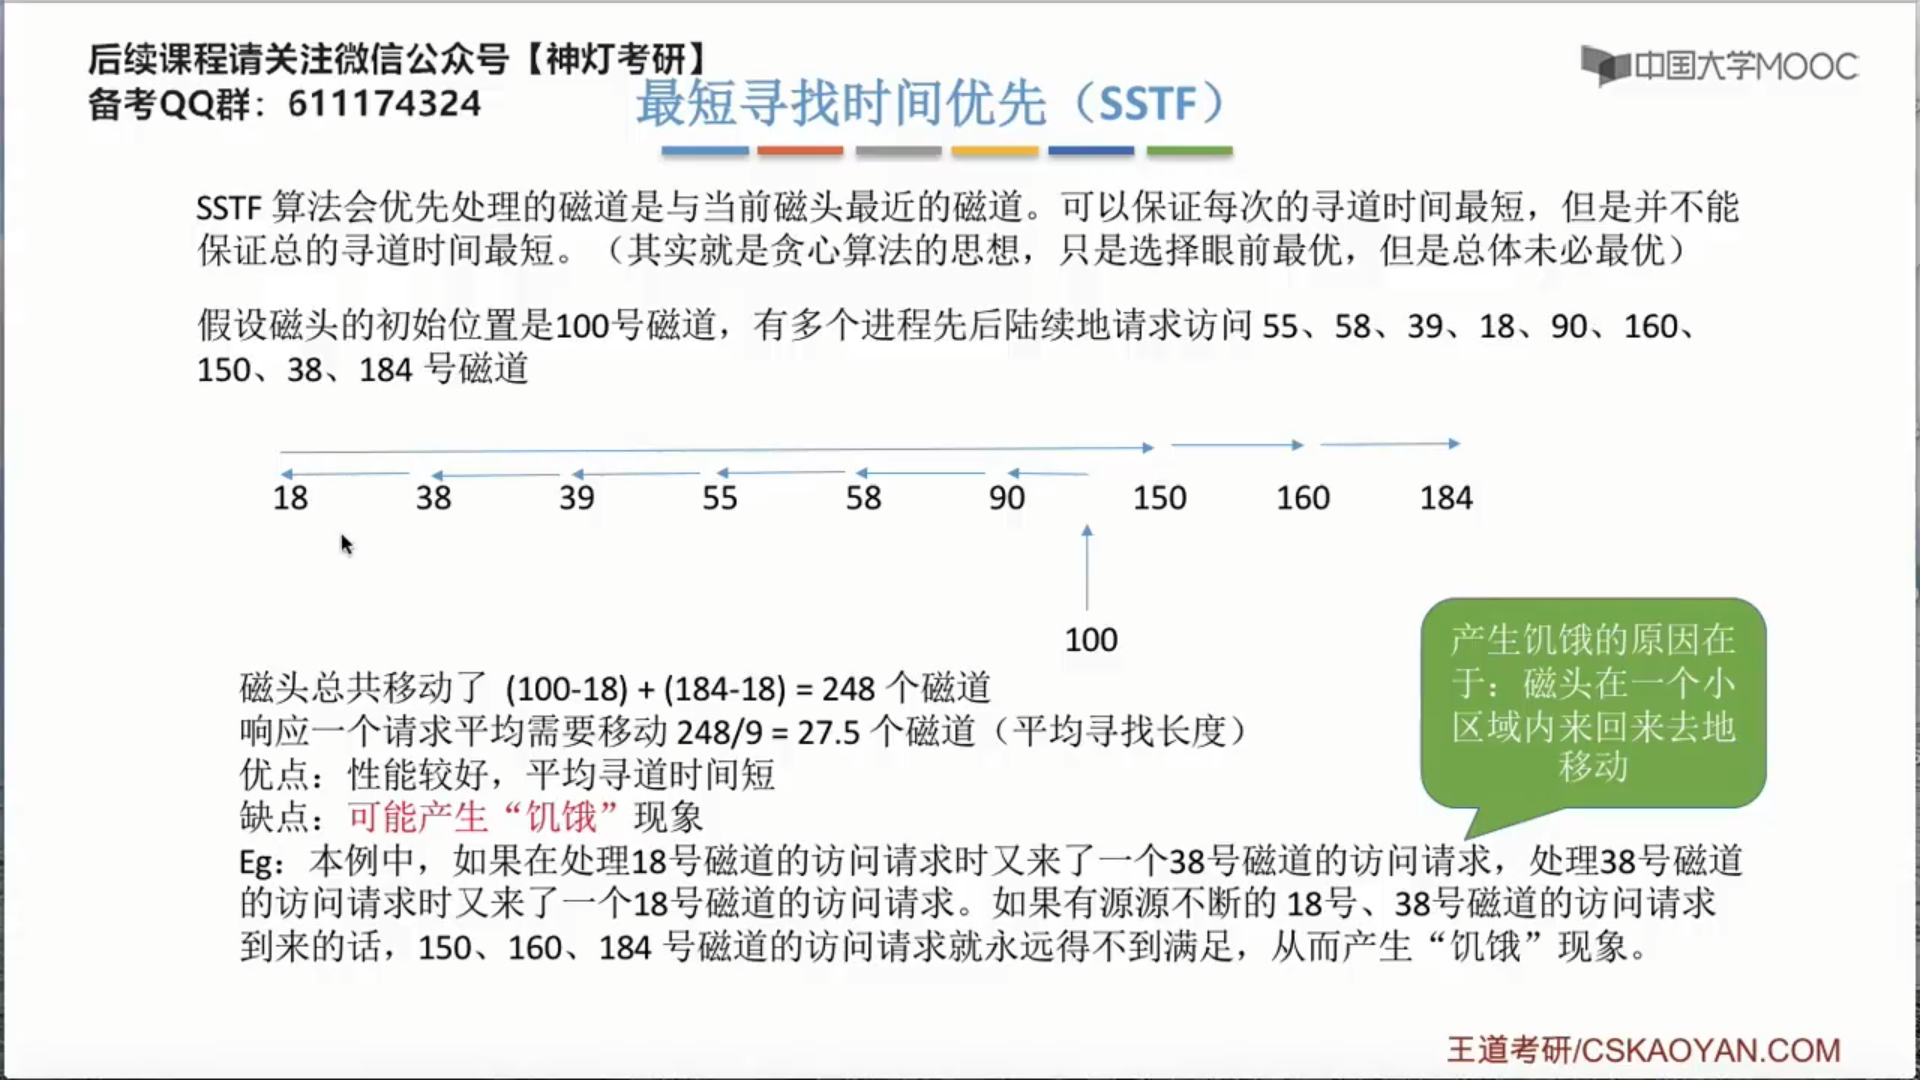 后续课程请关注微信公众号【神灯考研】
备考QQ群：611174324
中国大学MOOC
最短寻找时间优先（SSTF）
SSTF 算法会优先处理的磁道是与当前磁头最近的磁道。可以保证每次的寻道时间最短，但是并不能
保证总的寻道时间最短。（其实就是贪心算法的思想，只是选择眼前最优，但是总体未必最优）
假设磁头的初始位置是100号磁道，有多个进程先后陆续地请求访问 55、58、39、18、90、160、
150、38、184 号磁道
18 38 39 55 58 90 150 160 184
100
磁头总共移动了 (100-18) + (184-18) = 248 个磁道
响应一个请求平均需要移动 248/9 = 27.5 个磁道（平均寻找长度）
优点：性能较好，平均寻道时间短
缺点：可能产生“饥饿”现象
Eg：本例中，如果在处理18号磁道的访问请求时又来了一个38号磁道的访问请求，处理38号磁道
的访问请求时又来了一个18号磁道的访问请求。如果有源源不断的 18号、38号磁道的访问请求
到来的话，150、160、184 号磁道的访问请求就永远得不到满足，从而产生“饥饿”现象。
产生饥饿的原因在
于：磁头在一个小
区域内来回来去地
移动
王道考研/CSKAOYAN.COM